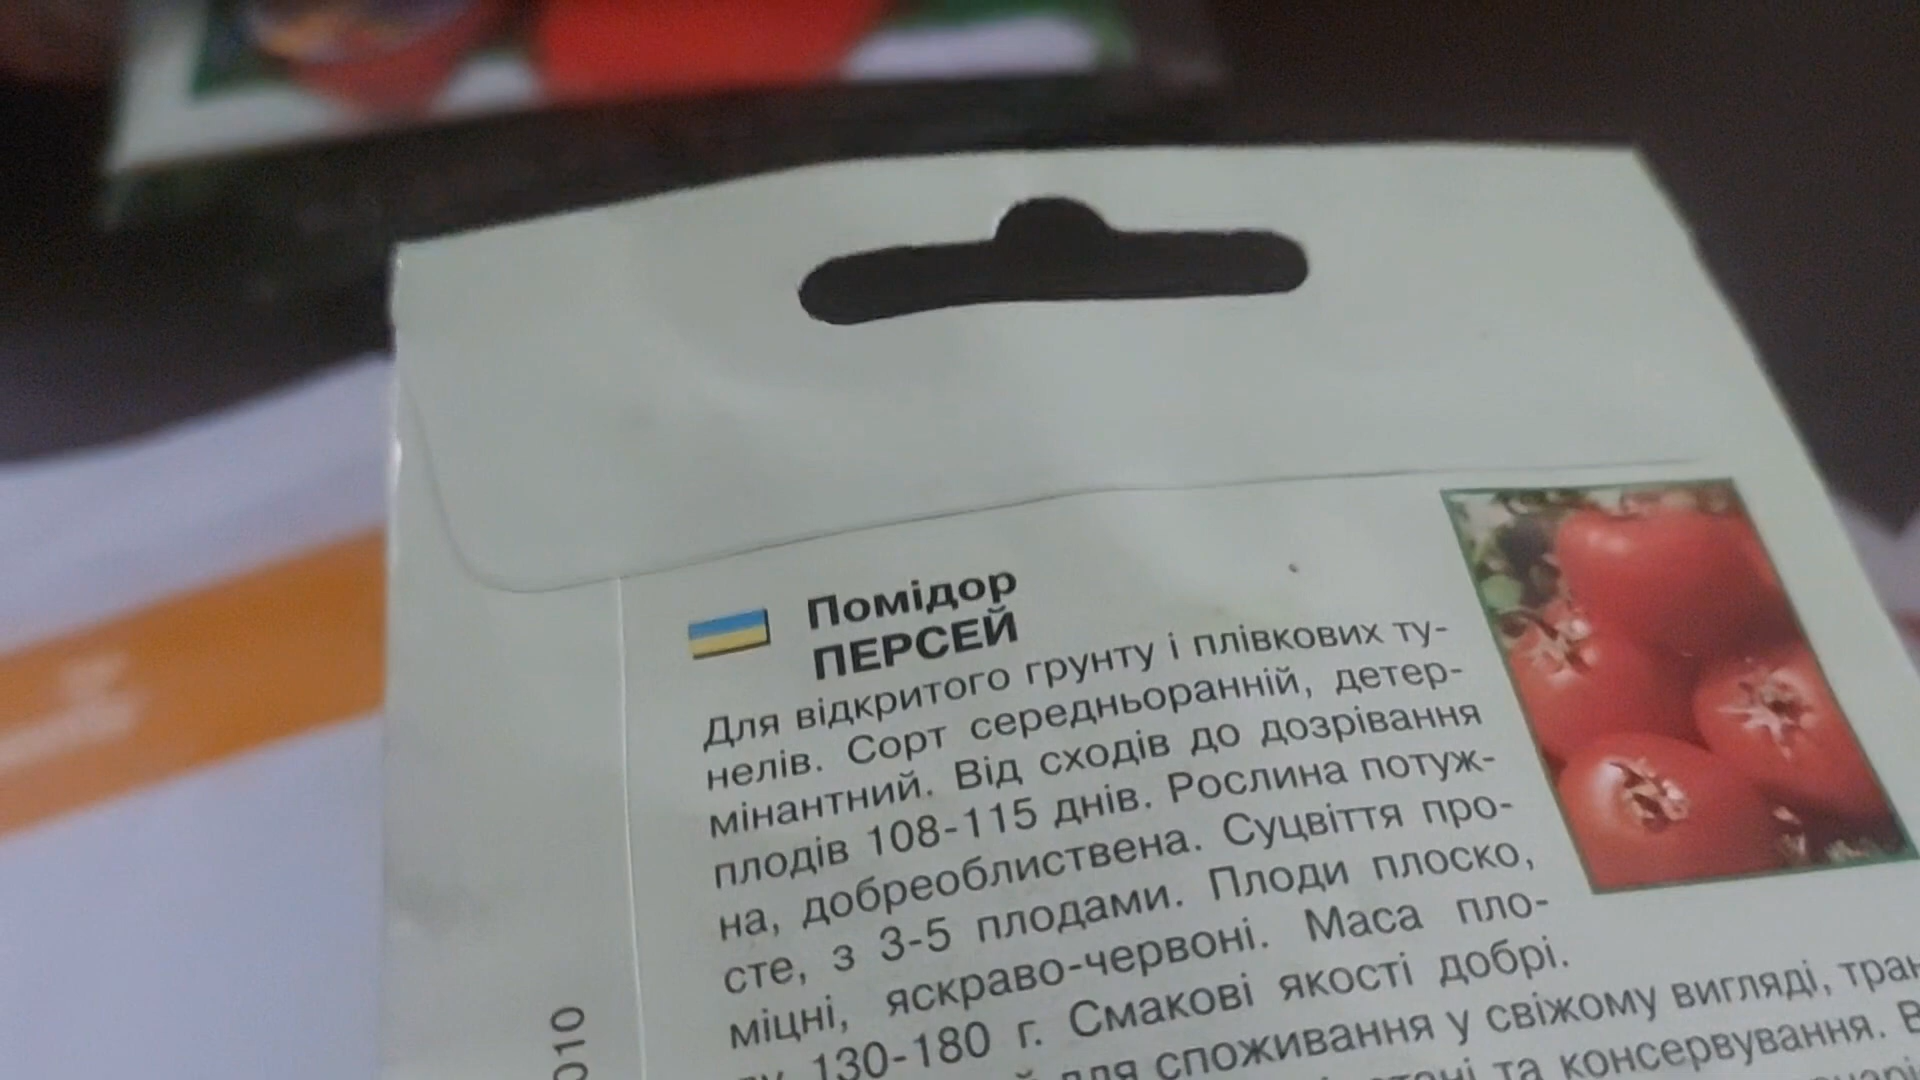 Помідор
ПЕРСЕЙ
Для відкритого грунту і плівкових ту-
нелів. Сорт середньоранній, детер-
мінантний. Від сходів до дозрівання
плодів 108-115 днів. Рослина потуж-
на, добреоблиствена. Суцвіття про-
сте, з 3-5 плодами. Плоди плоско,
міцні, яскраво-червоні. Маса пло-
130-180 г. Смакові якості добрі.
для споживання у свіжому вигляді, тран
та консервування. В
010